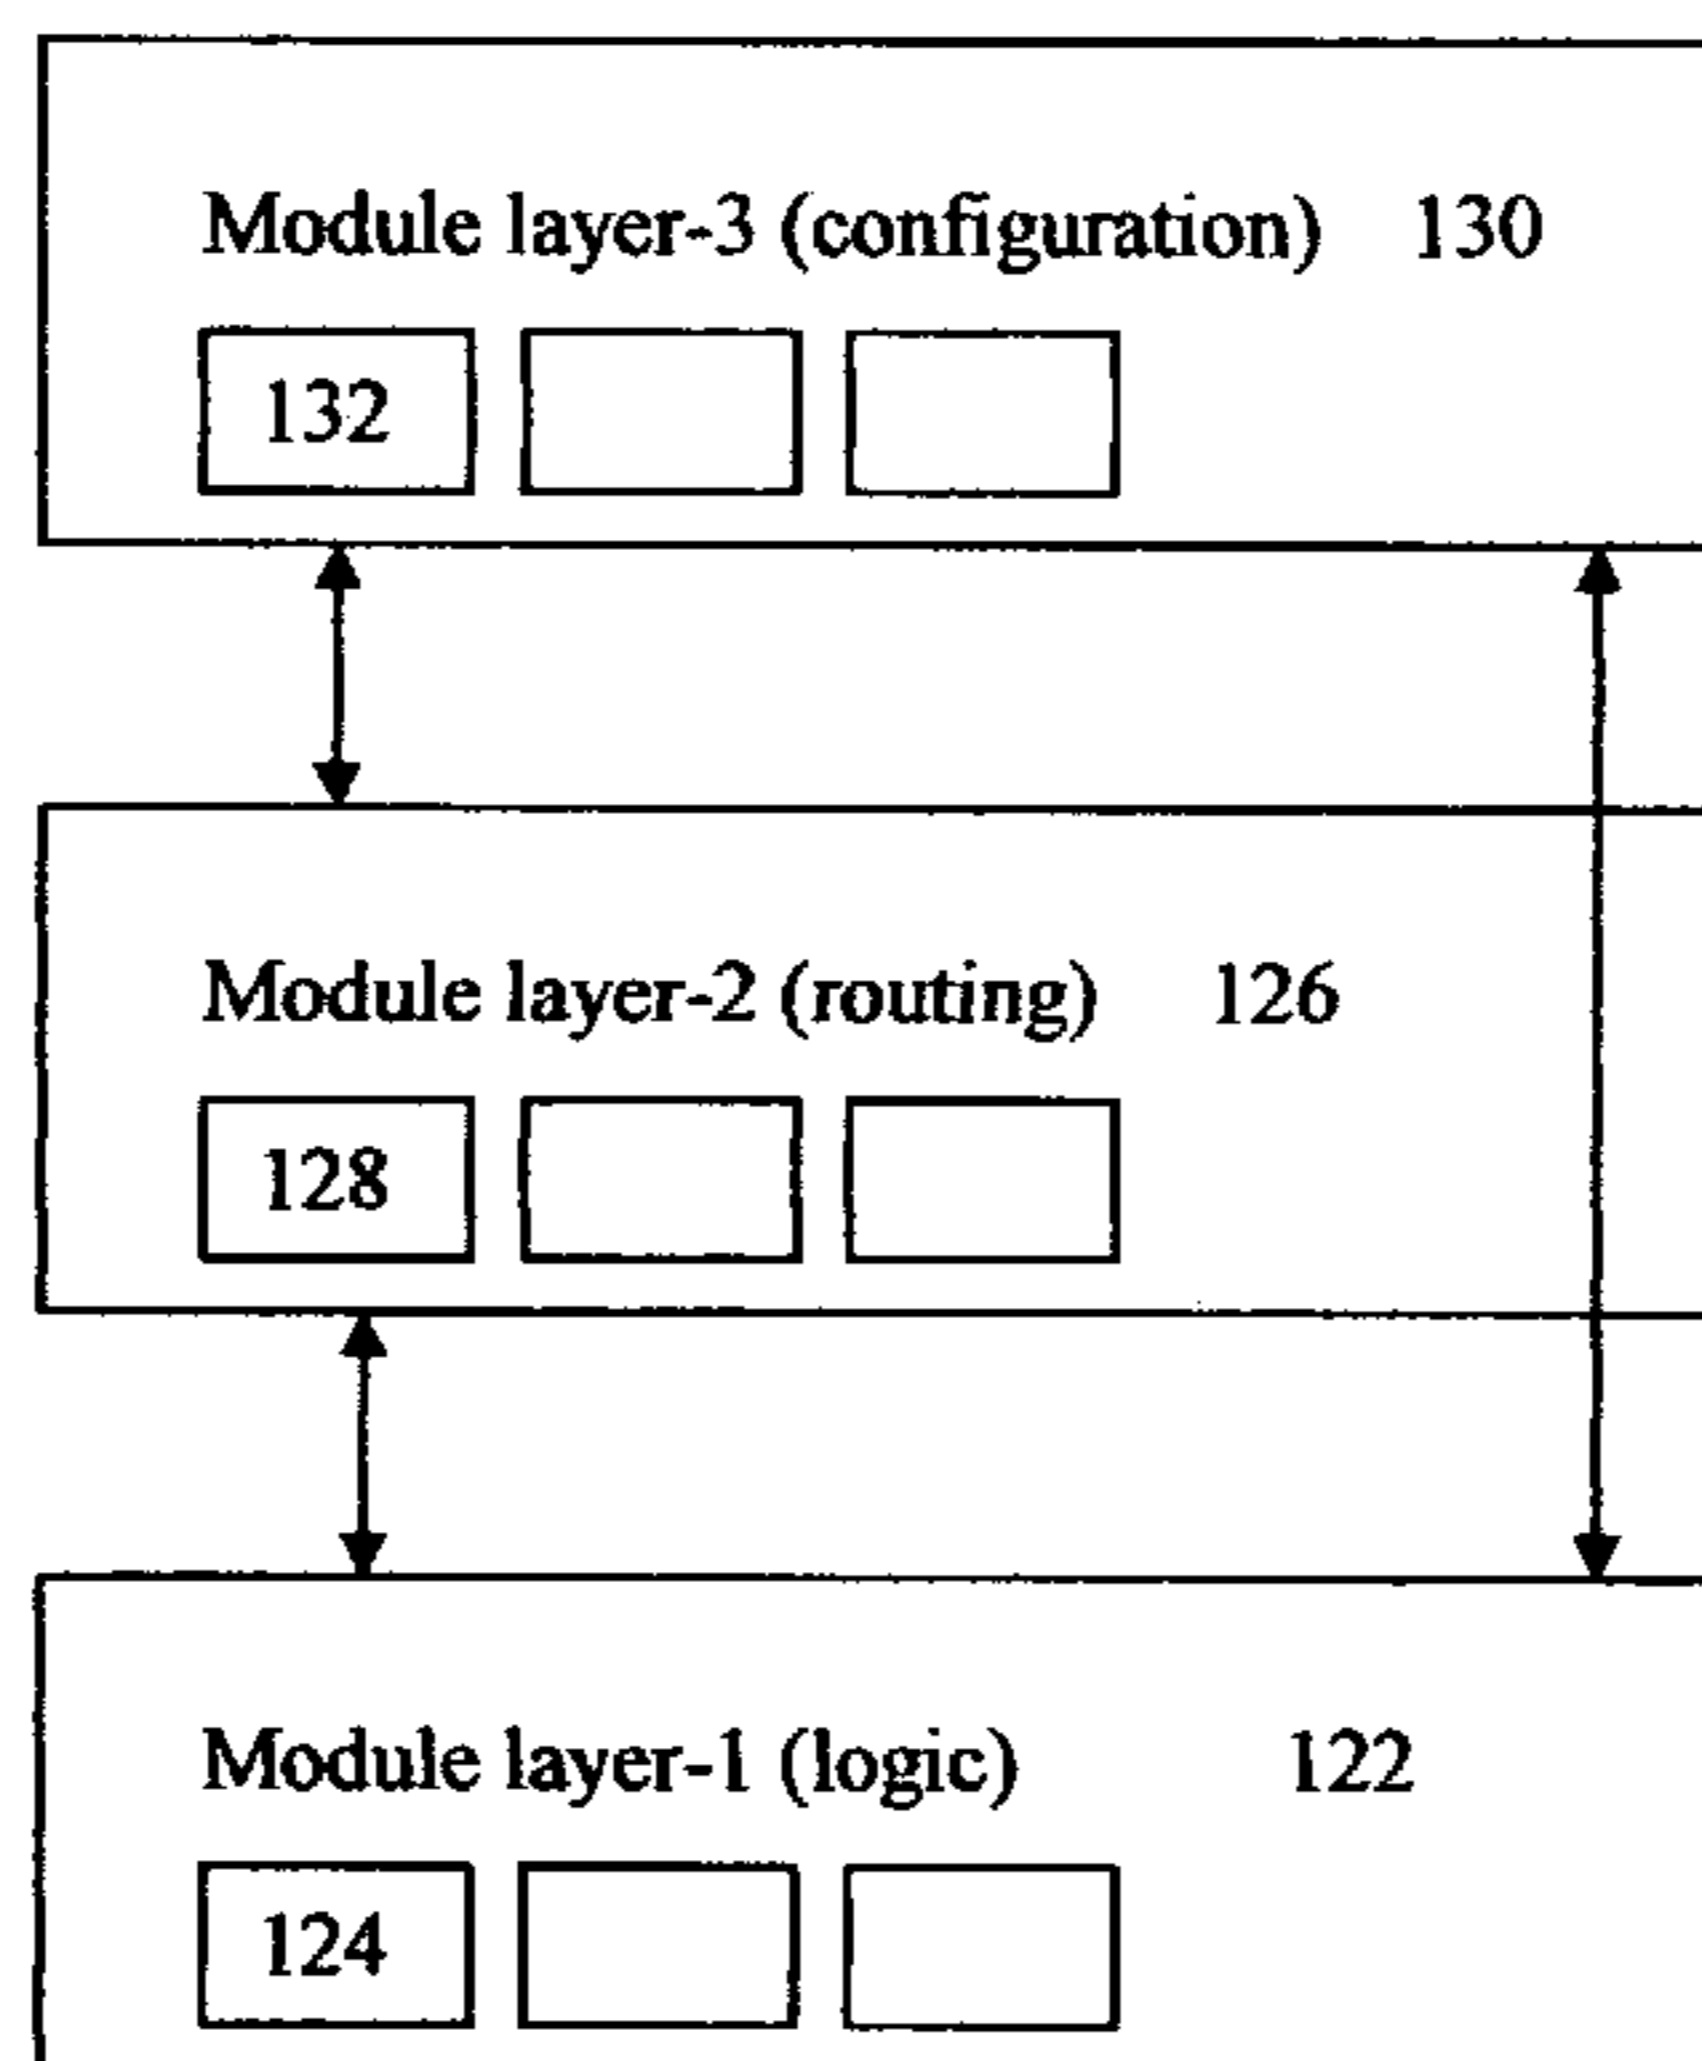 Module layer-3 (configuration) 130
132
Module layer-2 (routing) 126
128
Module layer-1 (logic) 122
124